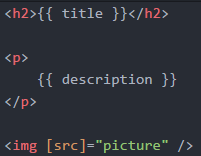 <h2>{{ title }}</h2>
<p>
{{ description }}
</p>
<img [src]="picture" />